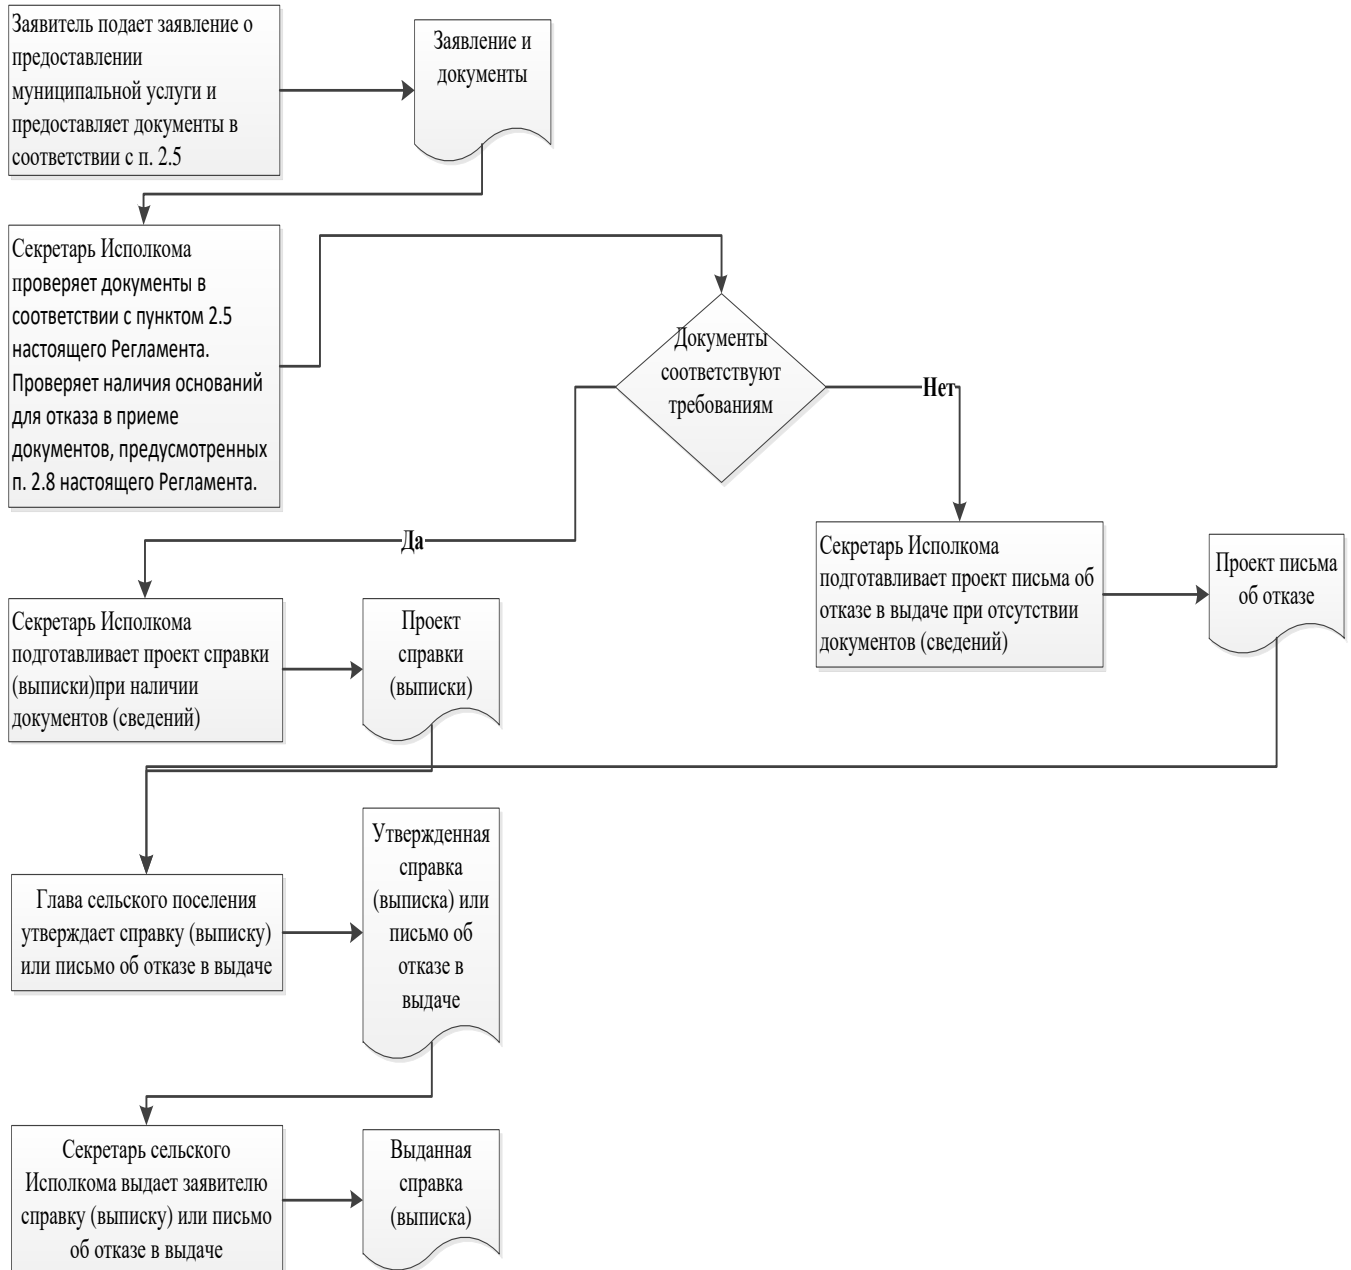 Заявитель подает заявление о
предоставлении
муниципальной услуги и
предоставляет документы в
соответствии с п. 2.5
Заявление и
документы
Секретарь Исполкома
проверяет документы в
соответствии с пунктом 2.5
настоящего Регламента.
Проверяет наличия оснований
для отказа в приеме
документов, предусмотренных
п. 2.8 настоящего Регламента.
Документы
соответствуют
требованиям
Нет
Да
Секретарь Исполкома
подготавливает проект письма об
отказе в выдаче при отсутствии
документов (сведений)
Проект письма
об отказе
Секретарь Исполкома
подготавливает проект справки
(выписки)при наличии
документов (сведений)
Проект
справки
(выписки)
Глава сельского поселения
утверждает справку (выписку)
или письмо об отказе в выдаче
Утвержденная
справка
(выписка) или
письмо об
отказе в
выдаче
Секретарь сельского
Исполкома выдает заявителю
справку (выписку) или письмо
об отказе в выдаче
Выданная
справка
(выписка)